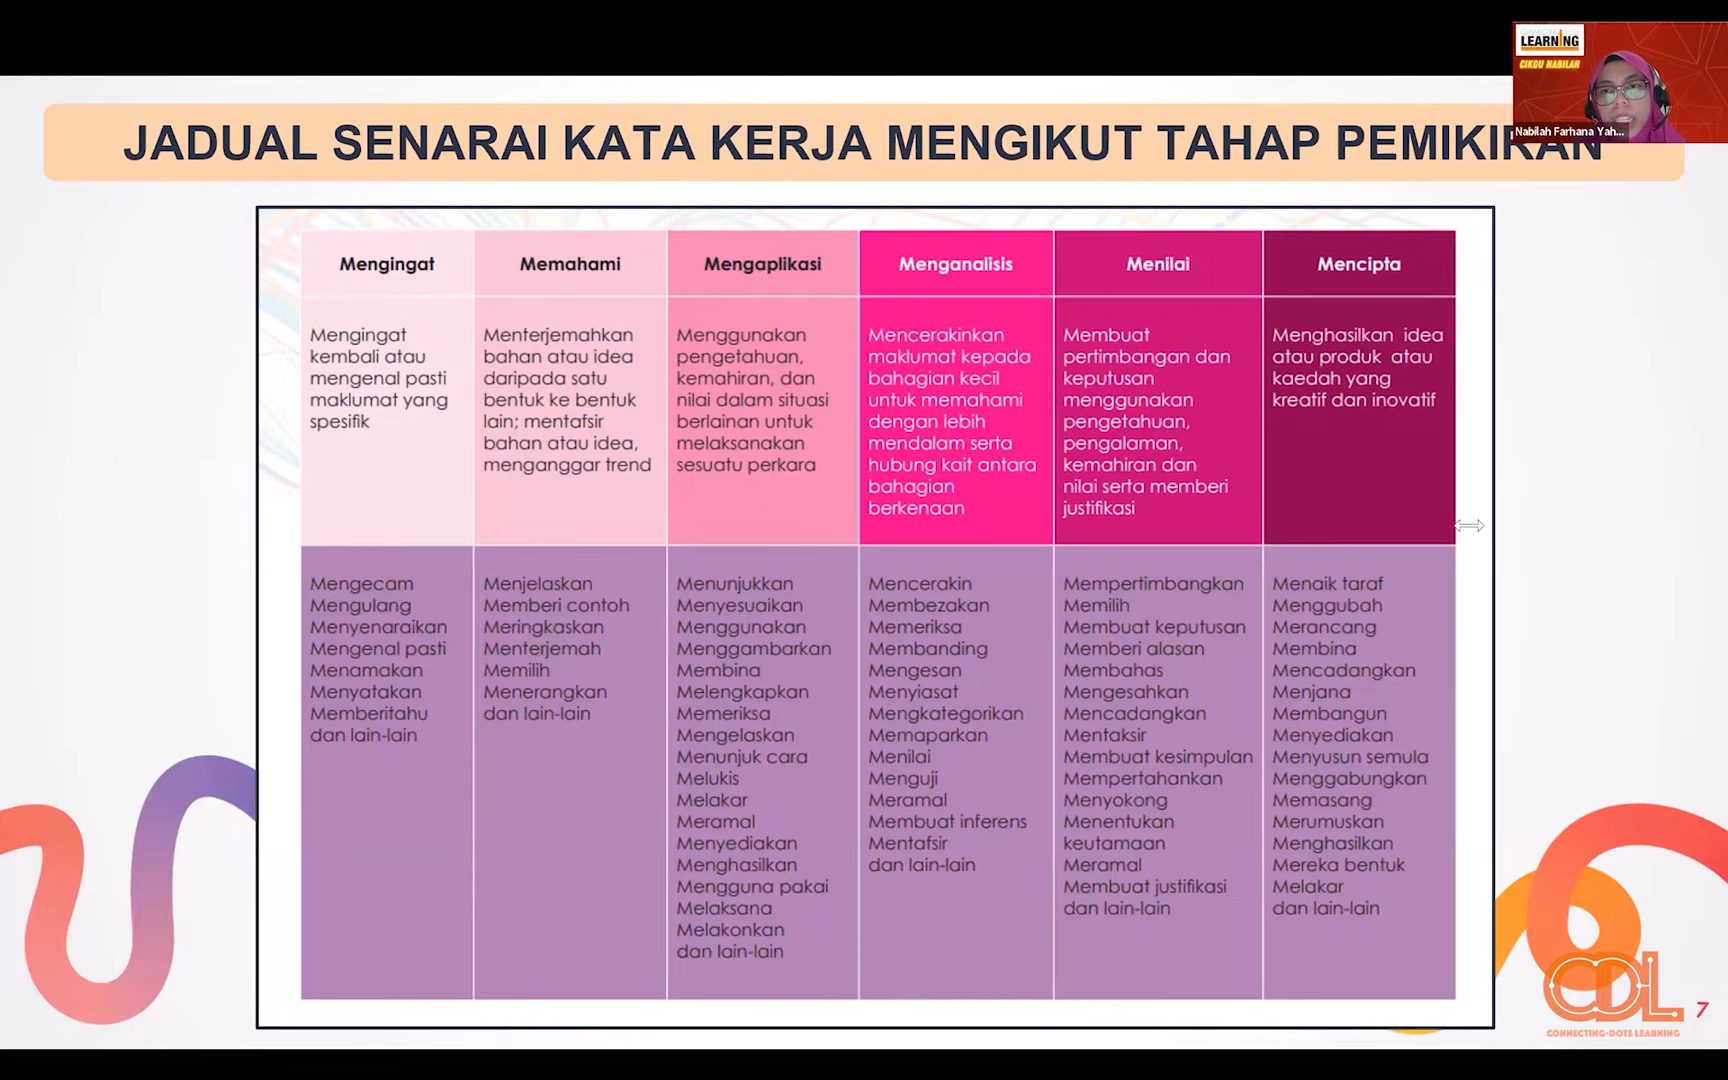 LEARNING
CIKGU NABILAH
Nabilah Farhana Yah...
JADUAL SENARAI KATA KERJA MENGIKUT TAHAP PEMIKIRAN
Mengingat
Memahami
Mengaplikasi
Menganalisis
Menilai
Mencipta
Mengingat
kembali atau
mengenal pasti
maklumat yang
spesifik
Menterjemahkan
bahan atau idea
daripada satu
bentuk ke bentuk
lain; mentafsir
bahan atau idea,
menganggar trend
Menggunakan
pengetahuan,
kemahiran, dan
nilai dalam situasi
berlainan untuk
melaksanakan
sesuatu perkara
Mencerakinkan
maklumat kepada
bahagian kecil
untuk memahami
dengan lebih
mendalam serta
hubung kait antara
bahagian
berkenaan
Membuat
pertimbangan dan
keputusan
menggunakan
pengetahuan,
pengalaman,
kemahiran dan
nilai serta memberi
justifikasi
Menghasilkan idea
atau produk atau
kaedah yang
kreatif dan inovatif
Mengecam
Mengulang
Menyenaraikan
Mengenal pasti
Menamakan
Menyatakan
Memberitahu
dan lain-lain
Menjelaskan
Memberi contoh
Meringkaskan
Menterjemah
Memilih
Menerangkan
dan lain-lain
Menunjukkan
Menyesuaikan
Menggunakan
Menggambarkan
Membina
Melengkapkan
Memeriksa
Mengelaskan
Menunjuk cara
Melukis
Melakar
Meramal
Menyediakan
Menghasilkan
Mengguna pakai
Melaksana
Melakonkan
dan lain-lain
Mencerakin
Membezakan
Memeriksa
Membanding
Mengesan
Menyiasat
Mengkategorikan
Memaparkan
Menilai
Menguji
Meramal
Membuat inferens
Mentafsir
dan lain-lain
Mempertimbangkan
Memilih
Membuat keputusan
Memberi alasan
Membahas
Mengesahkan
Mencadangkan
Mentaksir
Membuat kesimpulan
Mempertahankan
Menyokong
Menentukan
keutamaan
Meramal
Membuat justifikasi
dan lain-lain
Menaik taraf
Menggubah
Merancang
Membina
Mencadangkan
Menjana
Membangun
Menyediakan
Menyusun semula
Menggabungkan
Memasang
Merumuskan
Menghasilkan
Mereka bentuk
Melakar
dan lain-lain
CDL
CONNECTING-DOTS LEARNING
7